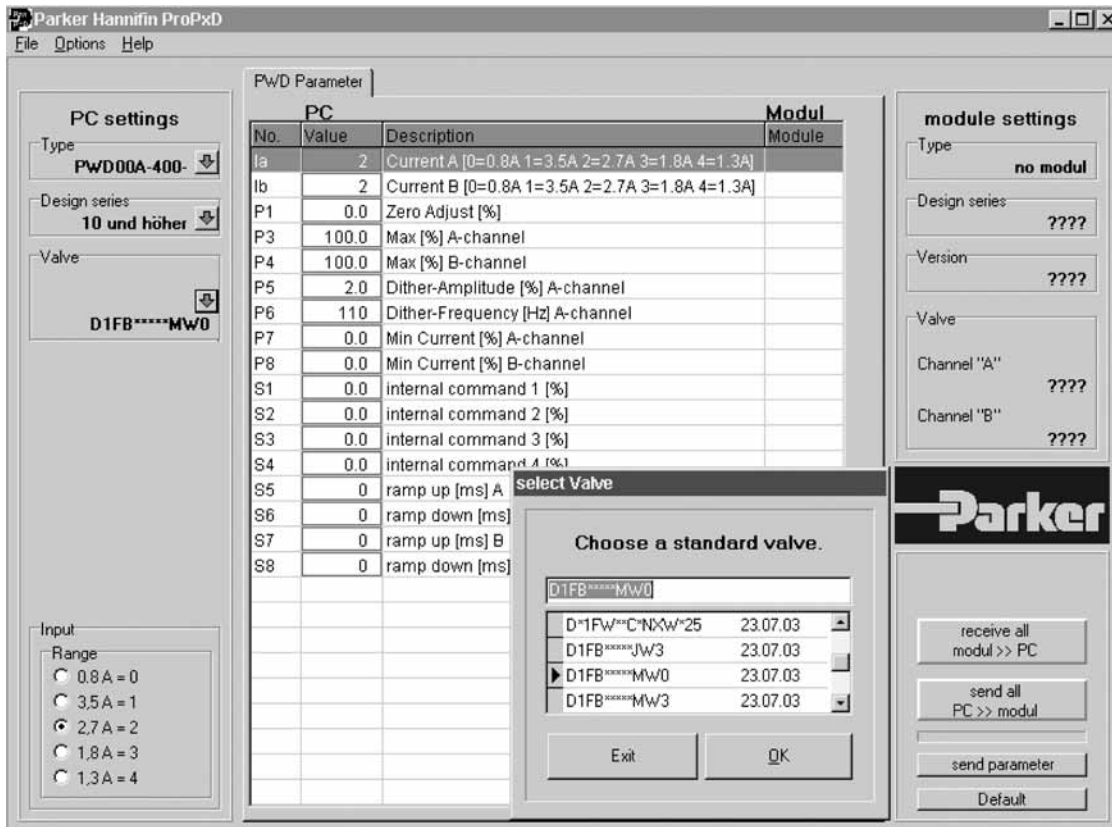 Parker Hannifin ProPxD
File Options Help
PC settings
Type
PWD00A-400-
Design series
10 und höher
Valve
D1FB*****MW0
Input
Range
0.8 A = 0
3,5 A = 1
2,7 A = 2
1,8 A = 3
1,3 A = 4
PWD Parameter
PC Modul
No. Value Description Module
Ia 2 Current A [0=0.8A 1=3.5A 2=2.7A 3=1.8A 4=1.3A]
Ib 2 Current B [0=0.8A 1=3.5A 2=2.7A 3=1.8A 4=1.3A]
P1 0.0 Zero Adjust [%]
P3 100.0 Max [%] A-channel
P4 100.0 Max [%] B-channel
P5 2.0 Dither-Amplitude [%] A-channel
P6 110 Dither-Frequency [Hz] A-channel
P7 0.0 Min Current [%] A-channel
P8 0.0 Min Current [%] B-channel
S1 0.0 internal command 1 [%]
S2 0.0 internal command 2 [%]
S3 0.0 internal command 3 [%]
S4 0.0 internal command 4 [%]
S5 0 ramp up [ms] A
S6 0 ramp down [ms]
S7 0 ramp up [ms] B
S8 0 ramp down [ms]
select Valve
Choose a standard valve.
D1FB*****MW0
D*1FW**C*NXW*25 23.07.03
D1FB*****JW3 23.07.03
D1FB*****MW0 23.07.03
D1FB*****MW3 23.07.03
Exit OK
module settings
Type
no modul
Design series
????
Version
????
Valve
Channel "A"
????
Channel "B"
????
Parker
receive all
modul >> PC
send all
PC >> modul
send parameter
Default